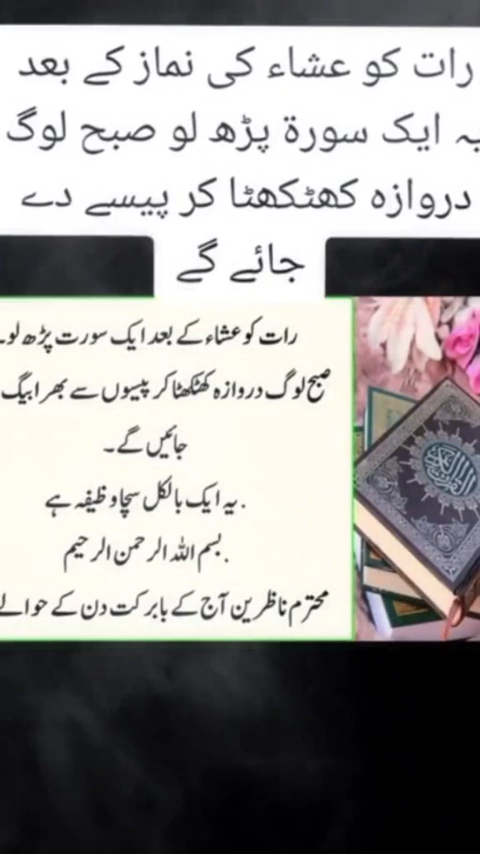 رات کو عشاء کی نماز کے بعد
یہ ایک سورۃ پڑھ لو صبح لوگ
دروازہ کھٹکھٹا کر پیسے دے
جائے گے
رات کو عشاء کے بعد ایک سورت پڑھ لو۔
صبح لوگ دروازہ کھٹکھٹا کر پیسوں سے بھرا بیگ
جائیں گے۔
.یہ ایک بالکل سچا وظیفہ ہے
.بسم اللہ الرحمن الرحیم
محترم ناظرین آج کے بابرکت دن کے حوالے